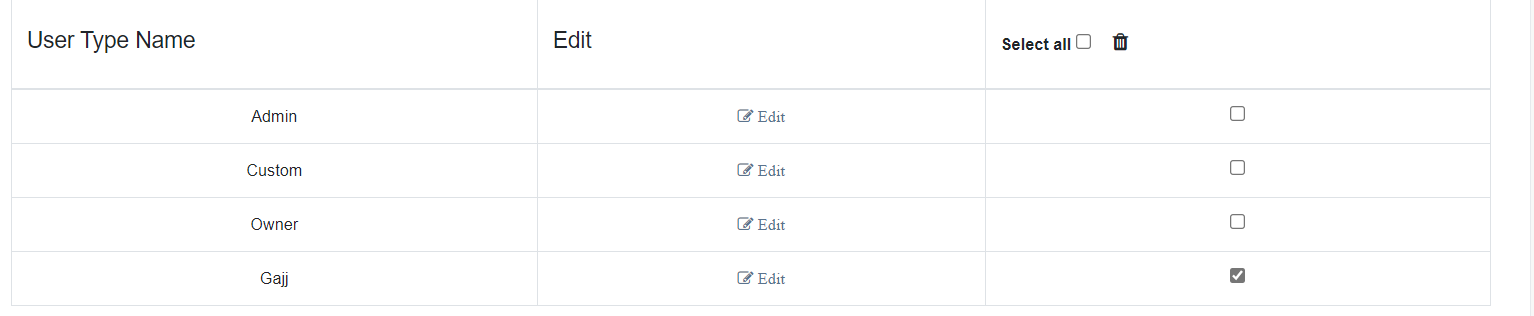 User Type Name Edit Select all
Admin Edit
Custom Edit
Owner Edit
Gajj Edit